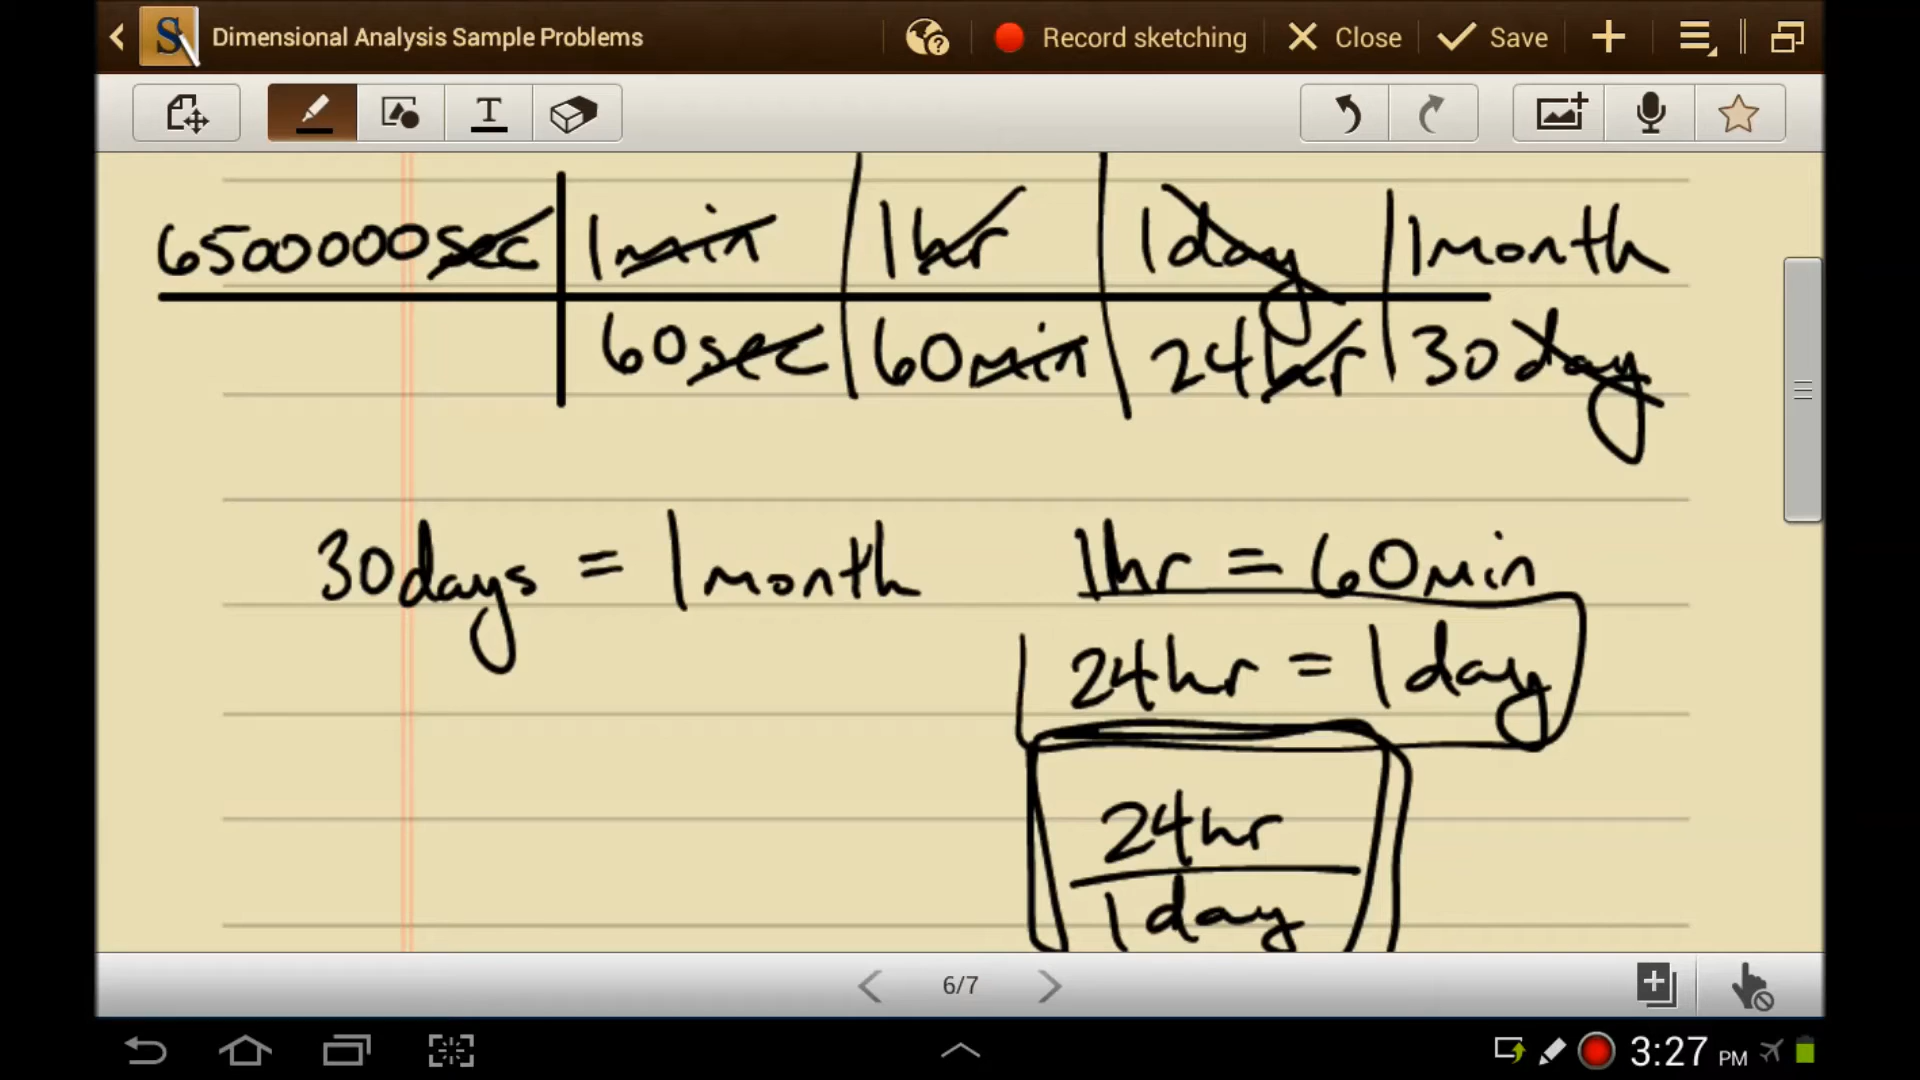 Dimensional Analysis Sample Problems Record sketching Close Save
T
6500000sec 1min 1hr 1day 1month
60sec 60min 24hr 30day
30days = 1month 1hr = 60min
24hr = 1day
24hr
1day
6/7
3:27 PM